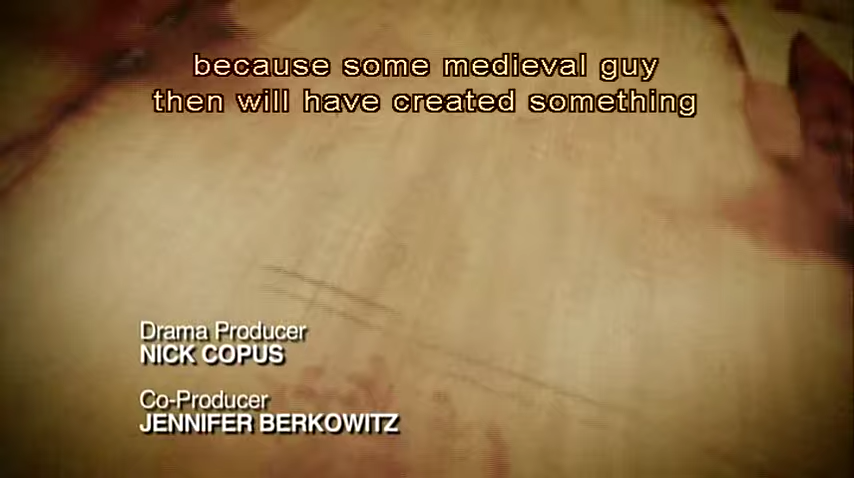 because some medieval guy
then will have created something
Drama Producer
NICK COPUS
Co-Producer
JENNIFER BERKOWITZ